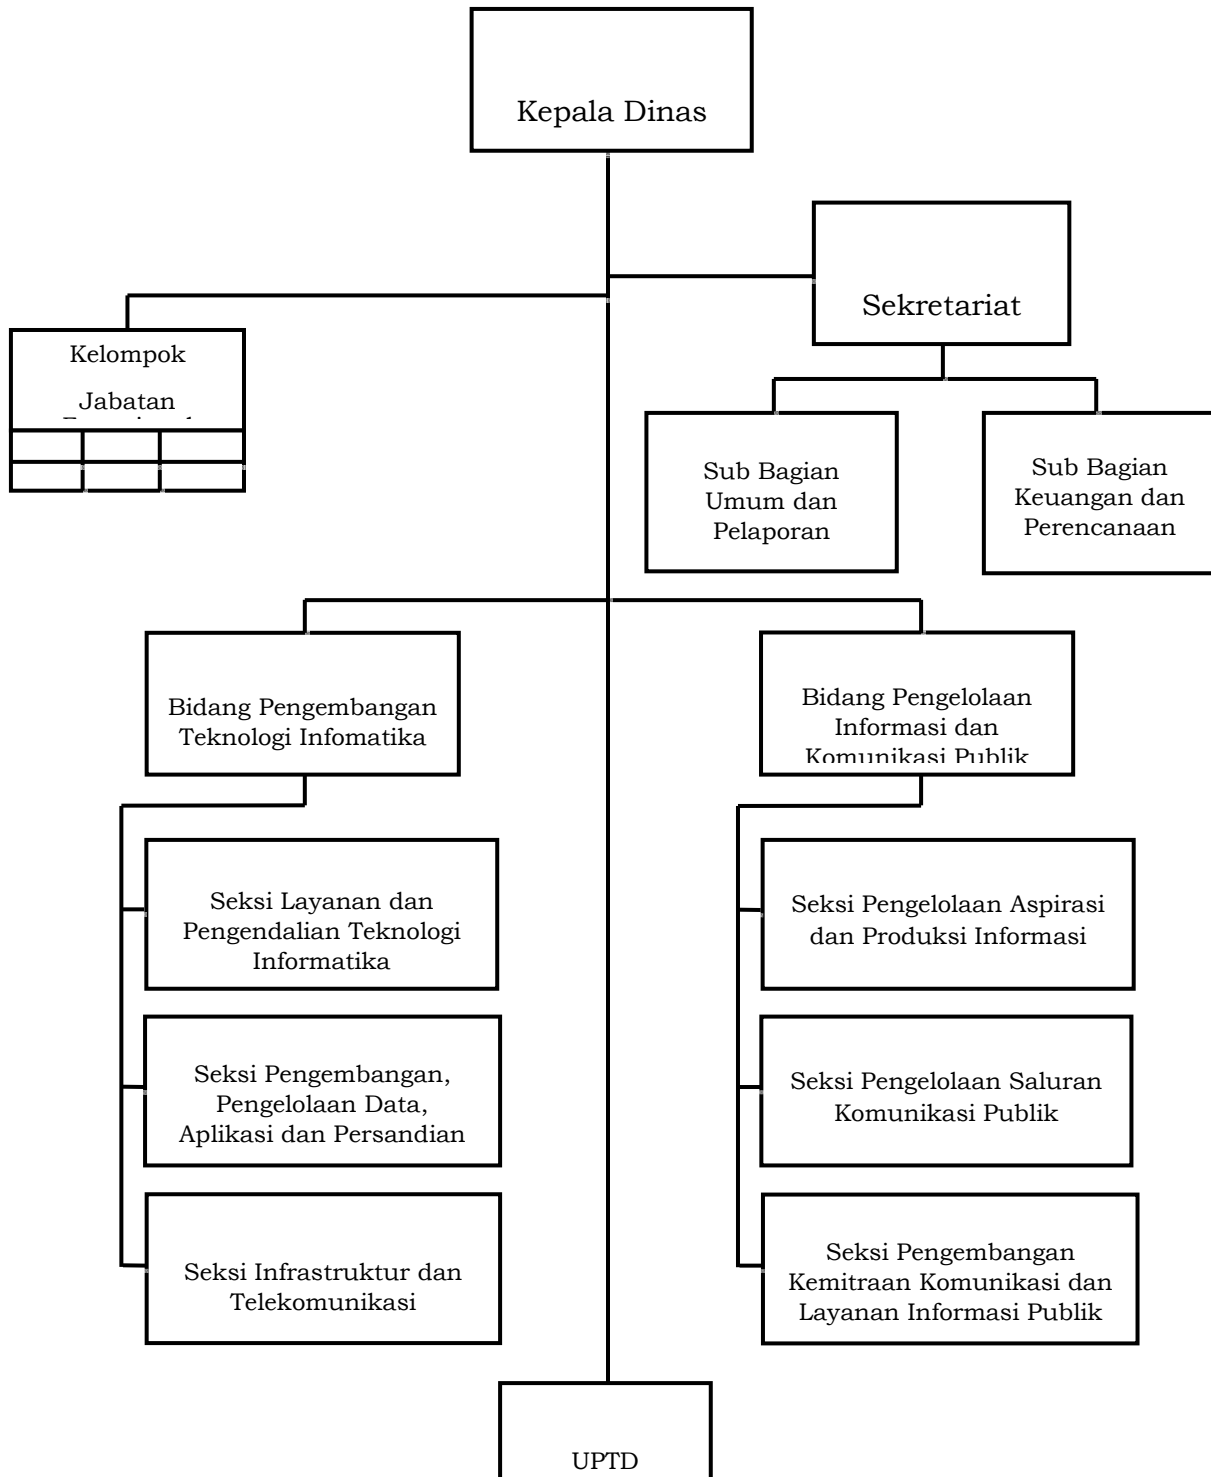 Kepala Dinas
Sekretariat
Kelompok
Jabatan
Sub Bagian
Umum dan
Pelaporan
Sub Bagian
Keuangan dan
Perencanaan
Bidang Pengembangan
Teknologi Infomatika
Bidang Pengelolaan
Informasi dan
Komunikasi Publik
Seksi Layanan dan
Pengendalian Teknologi
Informatika
Seksi Pengelolaan Aspirasi
dan Produksi Informasi
Seksi Pengembangan,
Pengelolaan Data,
Aplikasi dan Persandian
Seksi Pengelolaan Saluran
Komunikasi Publik
Seksi Infrastruktur dan
Telekomunikasi
Seksi Pengembangan
Kemitraan Komunikasi dan
Layanan Informasi Publik
UPTD